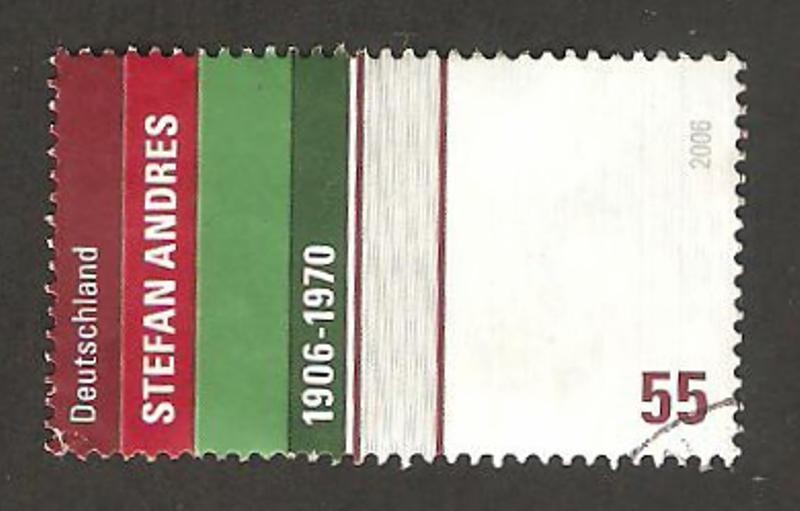 Deutschland
STEFAN ANDRES
1906-1970
2006
55